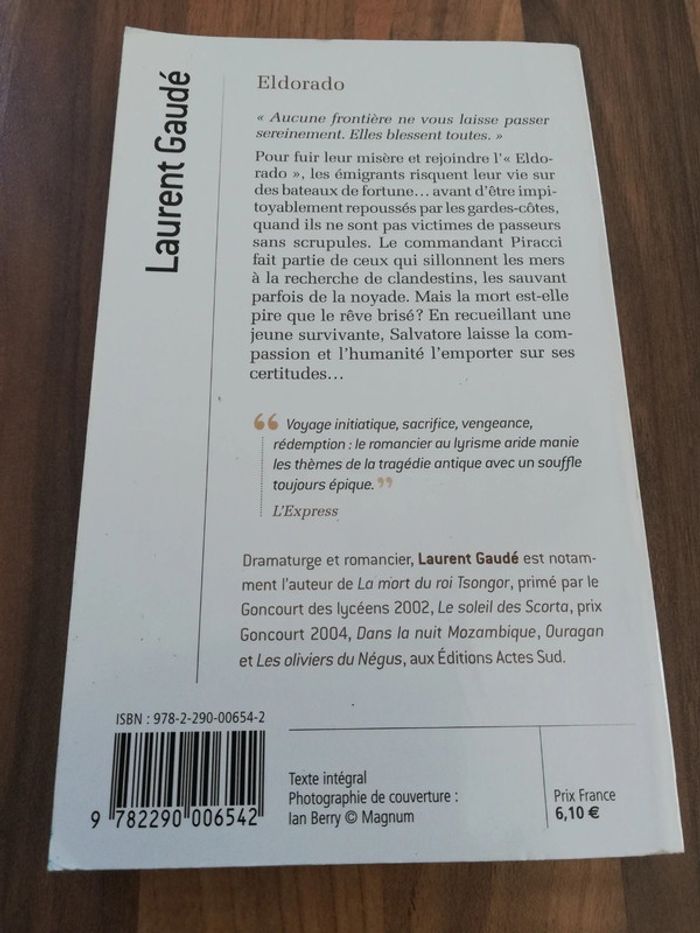 Laurent Gaudé
Eldorado
« Aucune frontière ne vous laisse passer
sereinement. Elles blessent toutes. »
Pour fuir leur misère et rejoindre l'« Eldo-
rado », les émigrants risquent leur vie sur
des bateaux de fortune… avant d'être impi-
toyablement repoussés par les gardes-côtes,
quand ils ne sont pas victimes de passeurs
sans scrupules. Le commandant Piracci
fait partie de ceux qui sillonnent les mers
à la recherche de clandestins, les sauvant
parfois de la noyade. Mais la mort est-elle
pire que le rêve brisé? En recueillant une
jeune survivante, Salvatore laisse la com-
passion et l'humanité l'emporter sur ses
certitudes…
“ Voyage initiatique, sacrifice, vengeance,
rédemption : le romancier au lyrisme aride manie
les thèmes de la tragédie antique avec un souffle
toujours épique. ”
L'Express
Dramaturge et romancier, Laurent Gaudé est notam-
ment l'auteur de La mort du roi Tsongor, primé par le
Goncourt des lycéens 2002, Le soleil des Scorta, prix
Goncourt 2004, Dans la nuit Mozambique, Ouragan
et Les oliviers du Négus, aux Éditions Actes Sud.
ISBN : 978-2-290-00654-2
9 782290 006542
Texte intégral
Photographie de couverture :
Ian Berry © Magnum
Prix France
6,10 €